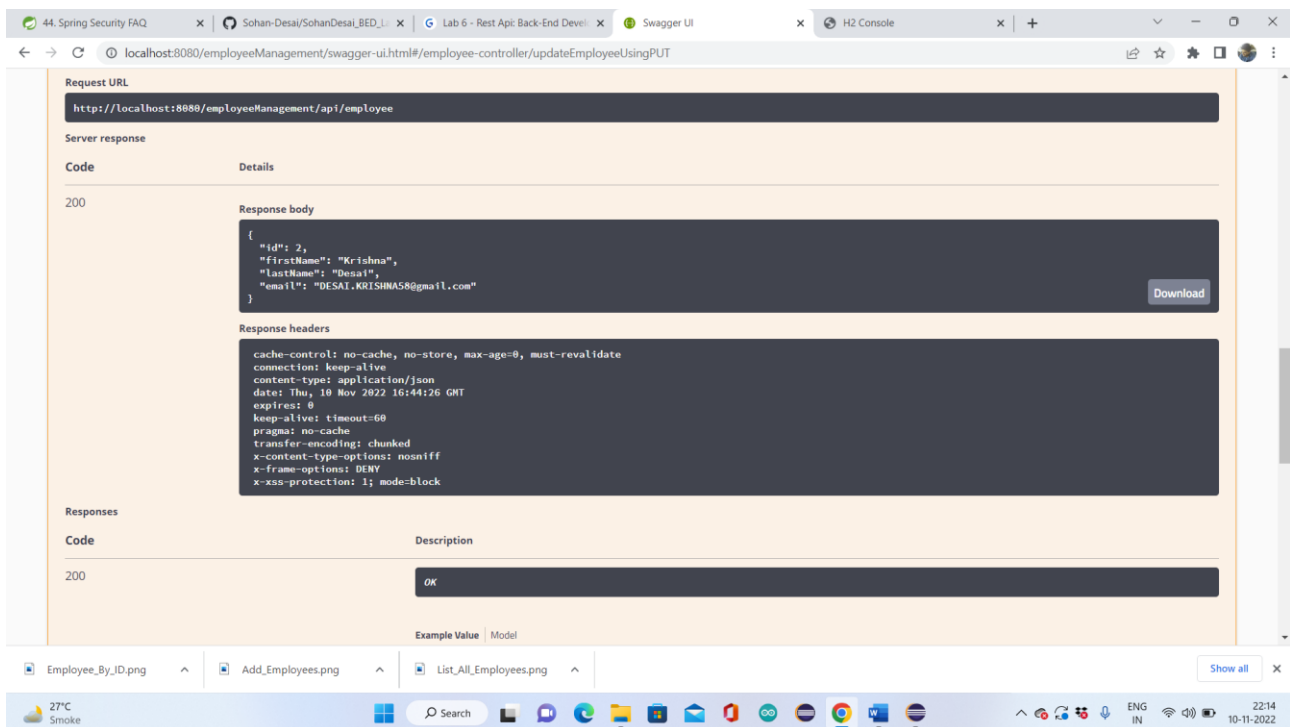 44. Spring Security FAQ
Sohan-Desai/SohanDesai_BED_La
Lab 6 - Rest Api: Back-End Develo
Swagger UI
H2 Console
localhost:8080/employeeManagement/swagger-ui.html#/employee-controller/updateEmployeeUsingPUT
Request URL
http://localhost:8080/employeeManagement/api/employee
Server response
Code Details
200
Response body
{
"id": 2,
"firstName": "Krishna",
"lastName": "Desai",
"email": "DESAI.KRISHNA58@gmail.com"
}
Download
Response headers
cache-control: no-cache, no-store, max-age=0, must-revalidate
connection: keep-alive
content-type: application/json
date: Thu, 10 Nov 2022 16:44:26 GMT
expires: 0
keep-alive: timeout=60
pragma: no-cache
transfer-encoding: chunked
x-content-type-options: nosniff
x-frame-options: DENY
x-xss-protection: 1; mode=block
Responses
Code Description
200
OK
Example Value Model
Employee_By_ID.png
Add_Employees.png
List_All_Employees.png
Show all
27°C
Smoke
Search
ENG
IN
22:14
10-11-2022